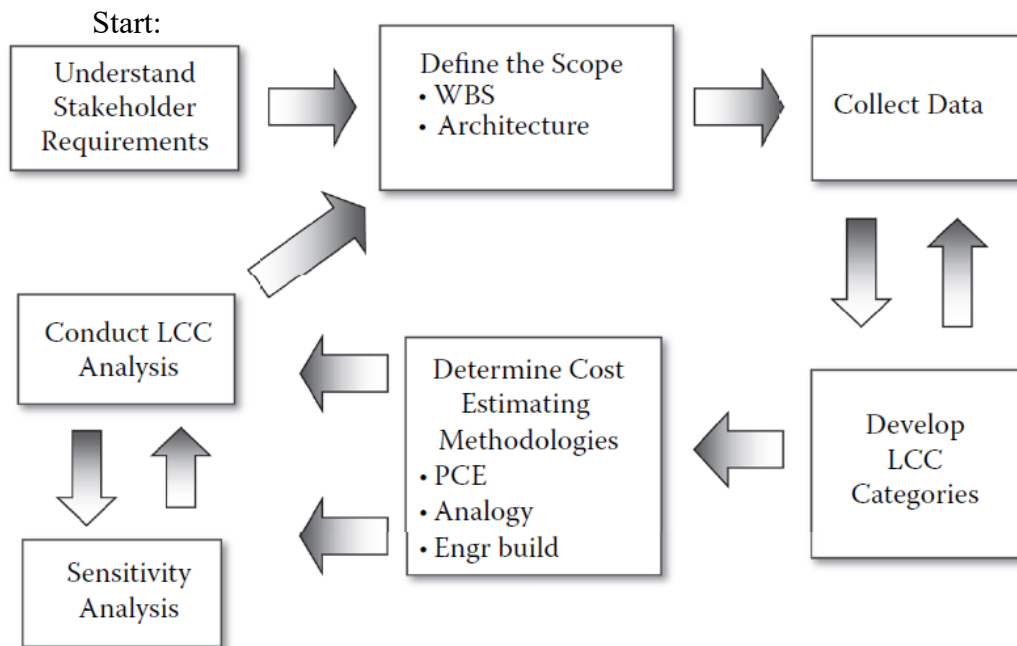 Start:
Understand
Stakeholder
Requirements
Define the Scope
• WBS
• Architecture
Collect Data
Conduct LCC
Analysis
Determine Cost
Estimating
Methodologies
• PCE
• Analogy
• Engr build
Develop
LCC
Categories
Sensitivity
Analysis